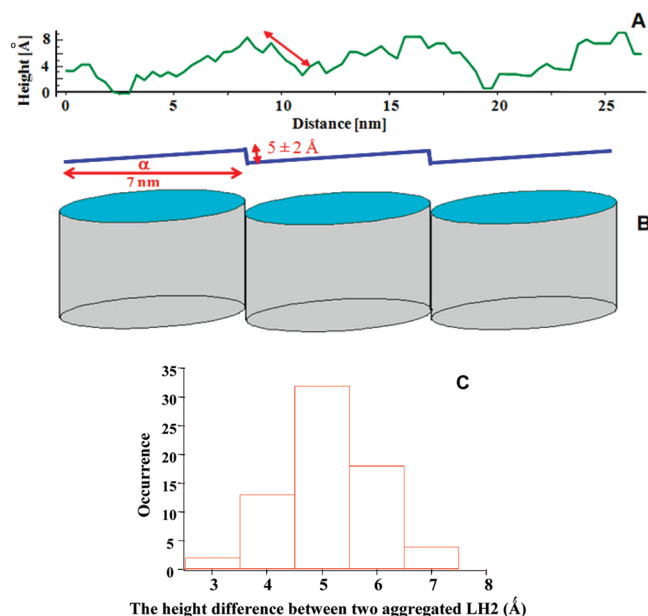 A
Height [Å]
8
4
0
0
5
10
15
20
25
Distance [nm]
5 ± 2 Å
α
7 nm
B
C
Occurrence
35
30
25
20
15
10
5
0
3
4
5
6
7
8
The height difference between two aggregated LH2 (Å)